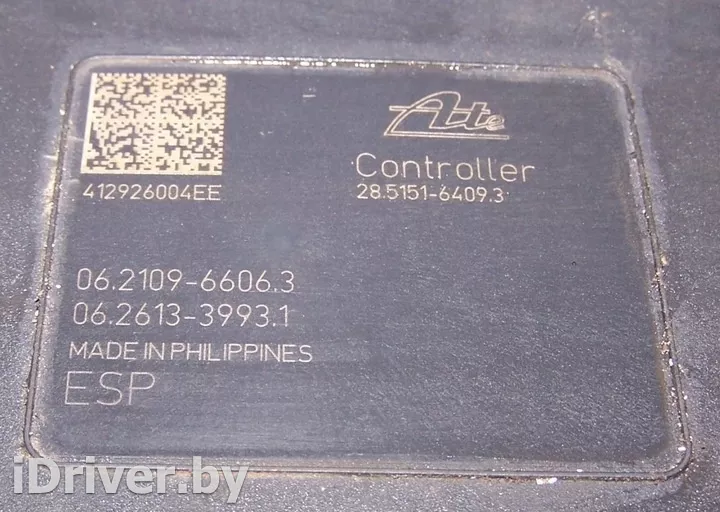 Ate
Controller
28.5151-6409.3
412926004EE
06.2109-6606.3
06.2613-3993.1
MADE IN PHILIPPINES
ESP
iDriver.by